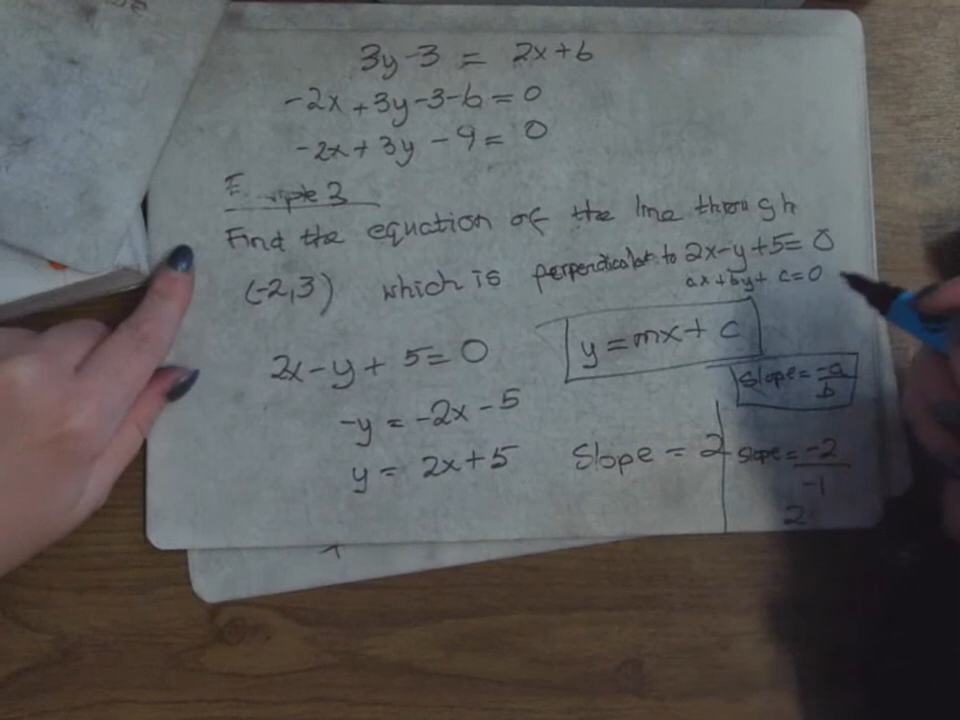 3y-3 = 2x+6
-2x+3y-3-6=0
-2x+3y-9=0
3
Find the equation of the line through
(-2,3) which is perpendicular to 2x-y+5=0
ax+by+c=0
y=mx+c
Slope=-a/b
2x-y+5=0
-y=-2x-5
y=2x+5
Slope=2
Slope=-2/-1
2